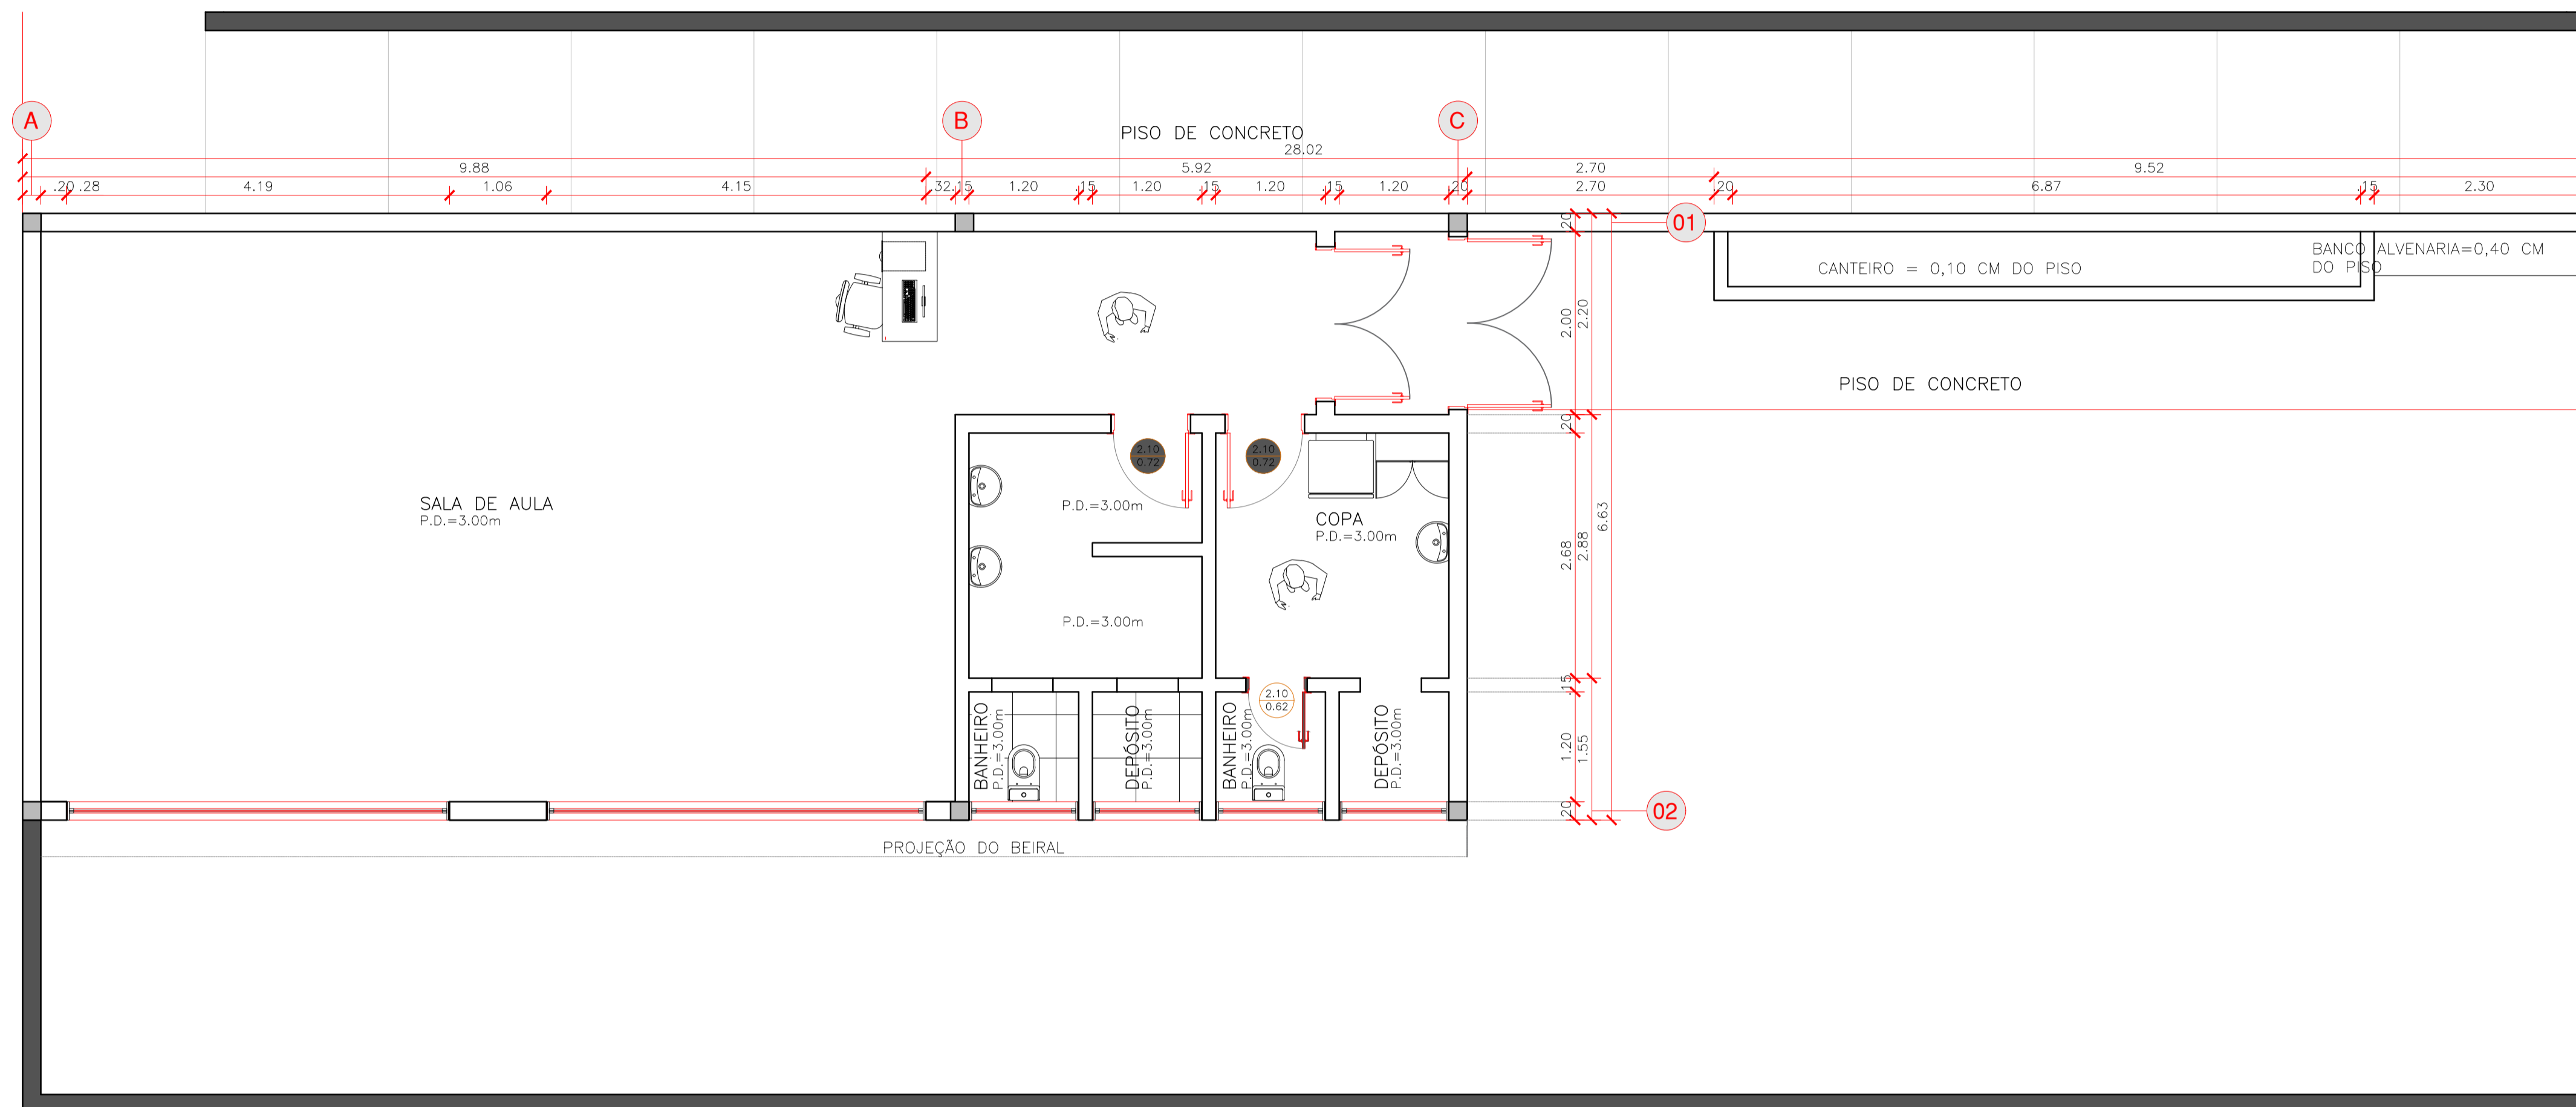 A
B
C
PISO DE CONCRETO
28.02
9.88
5.92
2.70
9.52
.20
.28
4.19
1.06
4.15
.32
.15
1.20
.15
1.20
.15
1.20
.15
1.20
.20
2.70
.20
6.87
.15
2.30
01
.20
2.00
2.20
BANCO ALVENARIA=0,40 CM
DO PISO
CANTEIRO = 0,10 CM DO PISO
PISO DE CONCRETO
.20
2.10
0.72
2.10
0.72
SALA DE AULA
P.D.=3.00m
P.D.=3.00m
COPA
P.D.=3.00m
6.63
2.68
2.88
P.D.=3.00m
2.10
0.62
.15
BANHEIRO
P.D.=3.00m
DEPÓSITO
P.D.=3.00m
BANHEIRO
P.D.=3.00m
DEPÓSITO
P.D.=3.00m
1.20
1.55
.20
02
PROJEÇÃO DO BEIRAL